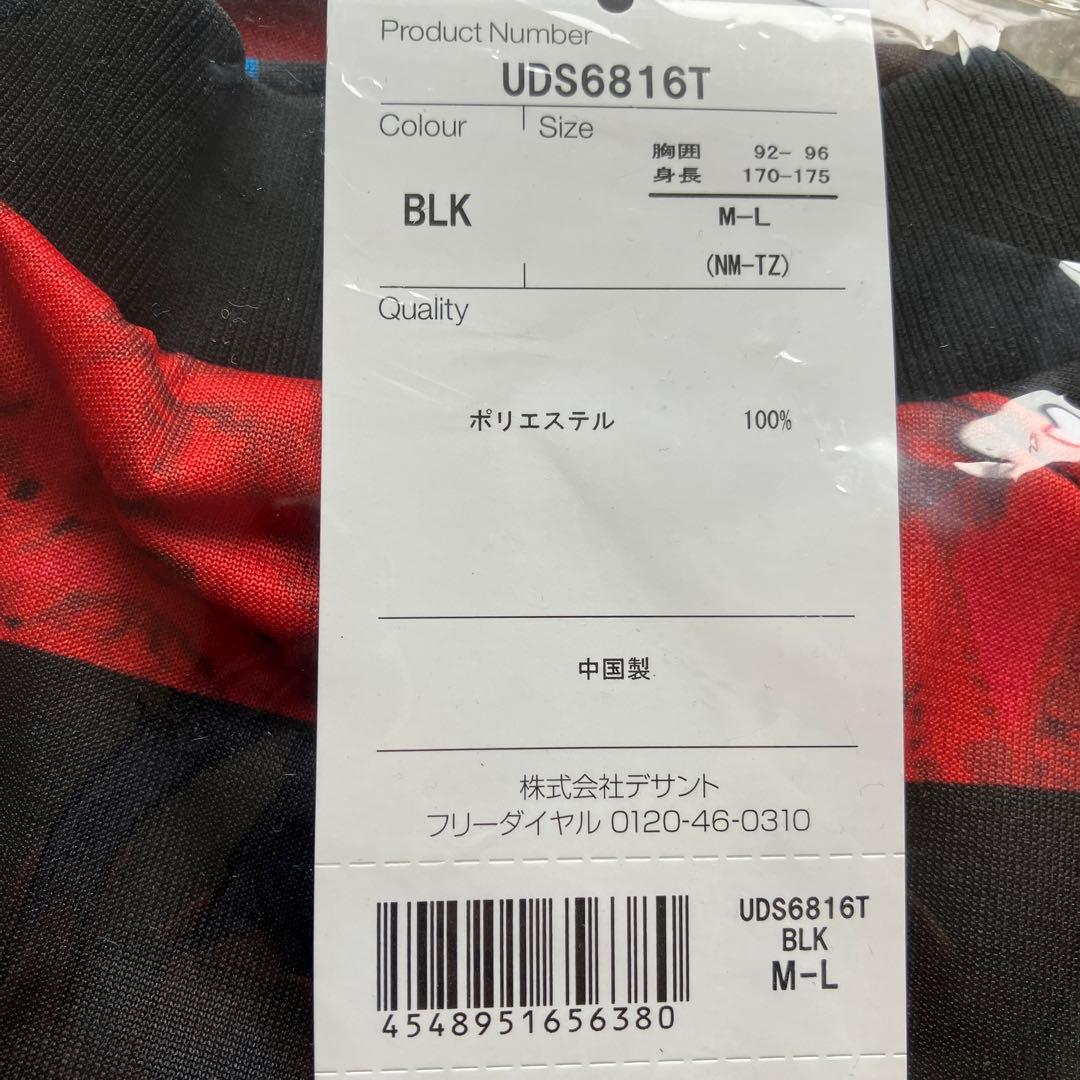 Product Number
UDS6816T
Colour
Size
胸囲 92- 96
身長 170-175
BLK
M-L
(NM-TZ)
Quality
ポリエステル 100%
中国製
株式会社デサント
フリーダイヤル 0120-46-0310
UDS6816T
BLK
M-L
4548951656380